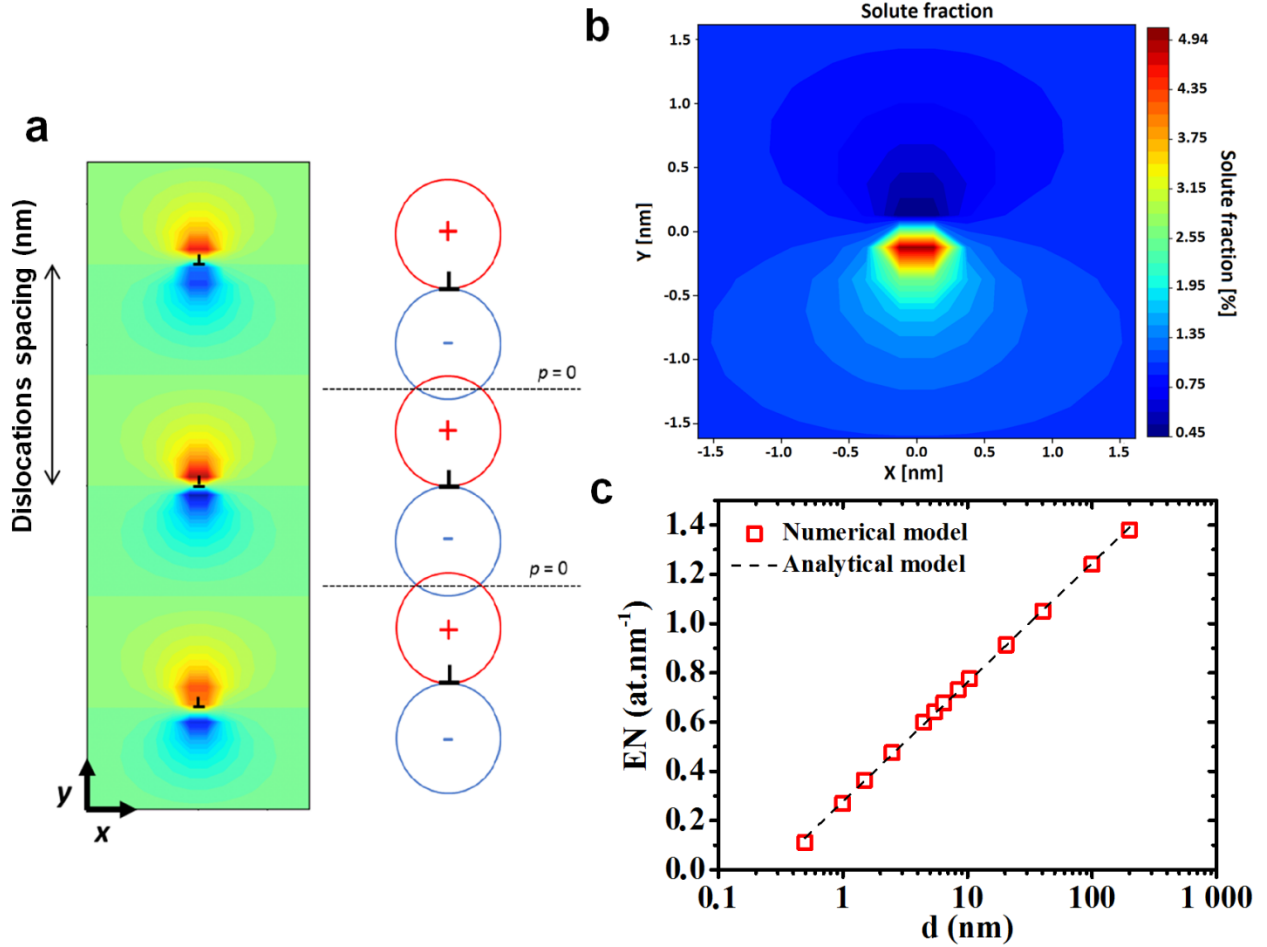 a
Dislocations spacing (nm)
⊥
⊥
⊥
y
x
+
⊥
-
p = 0
+
⊥
-
p = 0
+
⊥
-
b
Solute fraction
Y [nm]
1.5
1.0
0.5
0.0
-0.5
-1.0
-1.5
-1.5 -1.0 -0.5 0.0 0.5 1.0 1.5
X [nm]
4.94
4.35
3.75
3.15
2.55
1.95
1.35
0.75
0.45
Solute fraction [%]
c
EN (at.nm⁻¹)
1.4
1.2
1.0
0.8
0.6
0.4
0.2
0.0
Numerical model
Analytical model
0.1 1 10 100 1 000
d (nm)